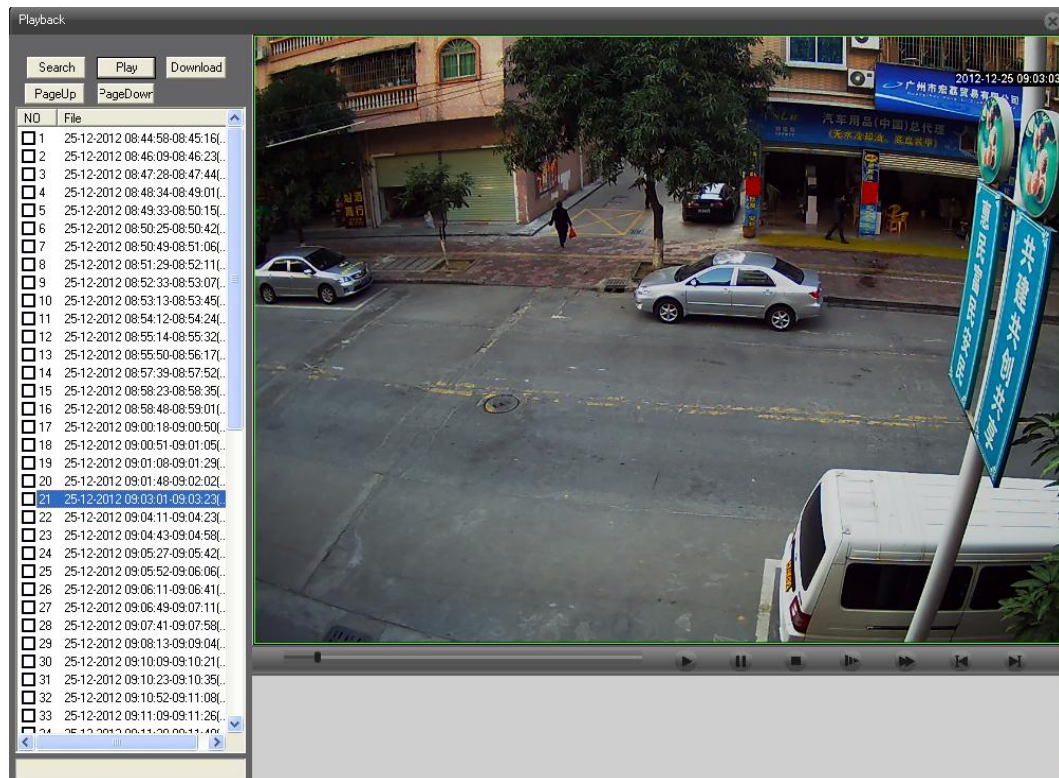 Playback
Search Play Download
PageUp PageDown
NO File
1 25-12-2012 08:44:58-08:45:16(..
2 25-12-2012 08:46:09-08:46:23(..
3 25-12-2012 08:47:28-08:47:44(..
4 25-12-2012 08:48:34-08:49:01(..
5 25-12-2012 08:49:33-08:50:15(..
6 25-12-2012 08:50:25-08:50:42(..
7 25-12-2012 08:50:49-08:51:06(..
8 25-12-2012 08:51:29-08:52:11(..
9 25-12-2012 08:52:33-08:53:07(..
10 25-12-2012 08:53:13-08:53:45(..
11 25-12-2012 08:54:12-08:54:24(..
12 25-12-2012 08:55:14-08:55:32(..
13 25-12-2012 08:55:50-08:56:17(..
14 25-12-2012 08:57:39-08:57:52(..
15 25-12-2012 08:58:23-08:58:35(..
16 25-12-2012 08:58:48-08:59:01(..
17 25-12-2012 09:00:18-09:00:50(..
18 25-12-2012 09:00:51-09:01:05(..
19 25-12-2012 09:01:08-09:01:29(..
20 25-12-2012 09:01:48-09:02:02(..
21 25-12-2012 09:03:01-09:03:23(..
22 25-12-2012 09:04:11-09:04:23(..
23 25-12-2012 09:04:43-09:04:58(..
24 25-12-2012 09:05:27-09:05:42(..
25 25-12-2012 09:05:52-09:06:06(..
26 25-12-2012 09:06:11-09:06:41(..
27 25-12-2012 09:06:49-09:07:11(..
28 25-12-2012 09:07:41-09:07:58(..
29 25-12-2012 09:08:13-09:09:04(..
30 25-12-2012 09:10:09-09:10:21(..
31 25-12-2012 09:10:23-09:10:35(..
32 25-12-2012 09:10:52-09:11:08(..
33 25-12-2012 09:11:09-09:11:26(..
2012-12-25 09:03:03
广州市宏荔贸易有限公司
汽车用品(中国)总代理